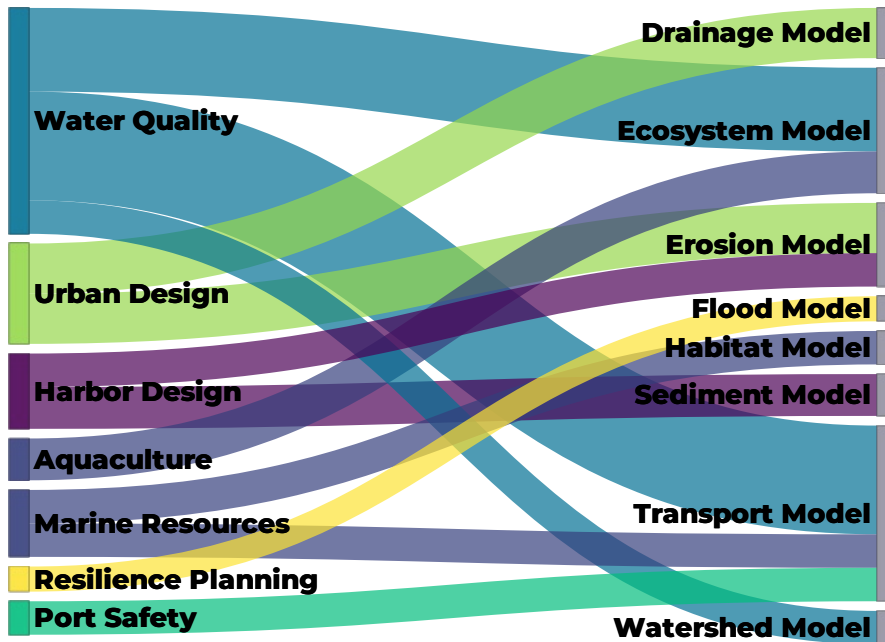 Water Quality
Urban Design
Harbor Design
Aquaculture
Marine Resources
Resilience Planning
Port Safety
Drainage Model
Ecosystem Model
Erosion Model
Flood Model
Habitat Model
Sediment Model
Transport Model
Watershed Model